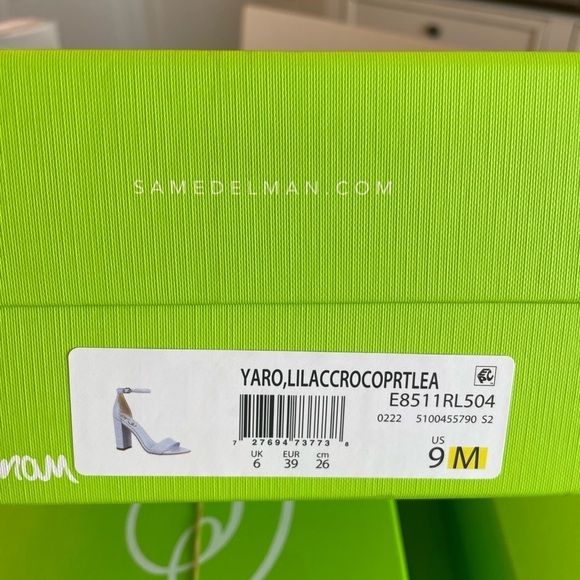 SAMEDELMAN.COM
YARO,LILACCROCOPRTLEA
E8511RL504
0222 5100455790 S2
7 27694 73773 8
UK EUR cm
6 39 26
US
9 M